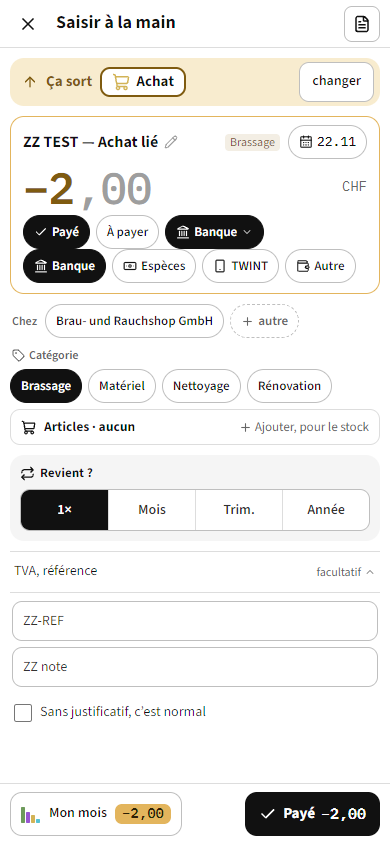 Saisir à la main
Ça sort Achat changer
ZZ TEST — Achat lié Brassage 22.11
−2,00 CHF
Payé À payer Banque
Banque Espèces TWINT Autre
Chez Brau- und Rauchshop GmbH + autre
Catégorie
Brassage Matériel Nettoyage Rénovation
Articles · aucun + Ajouter, pour le stock
Revient ?
1× Mois Trim. Année
TVA, référence facultatif
ZZ-REF
ZZ note
Sans justificatif, c’est normal
Mon mois −2,00 Payé −2,00